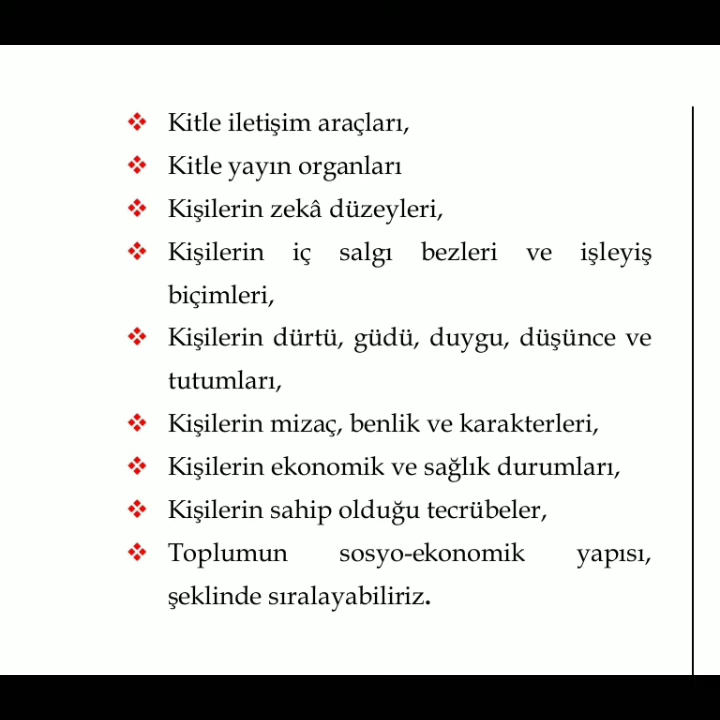 ❖ Kitle iletişim araçları,
❖ Kitle yayın organları
❖ Kişilerin zekâ düzeyleri,
❖ Kişilerin iç salgı bezleri ve işleyiş
biçimleri,
❖ Kişilerin dürtü, güdü, duygu, düşünce ve
tutumları,
❖ Kişilerin mizaç, benlik ve karakterleri,
❖ Kişilerin ekonomik ve sağlık durumları,
❖ Kişilerin sahip olduğu tecrübeler,
❖ Toplumun sosyo-ekonomik yapısı,
şeklinde sıralayabiliriz.